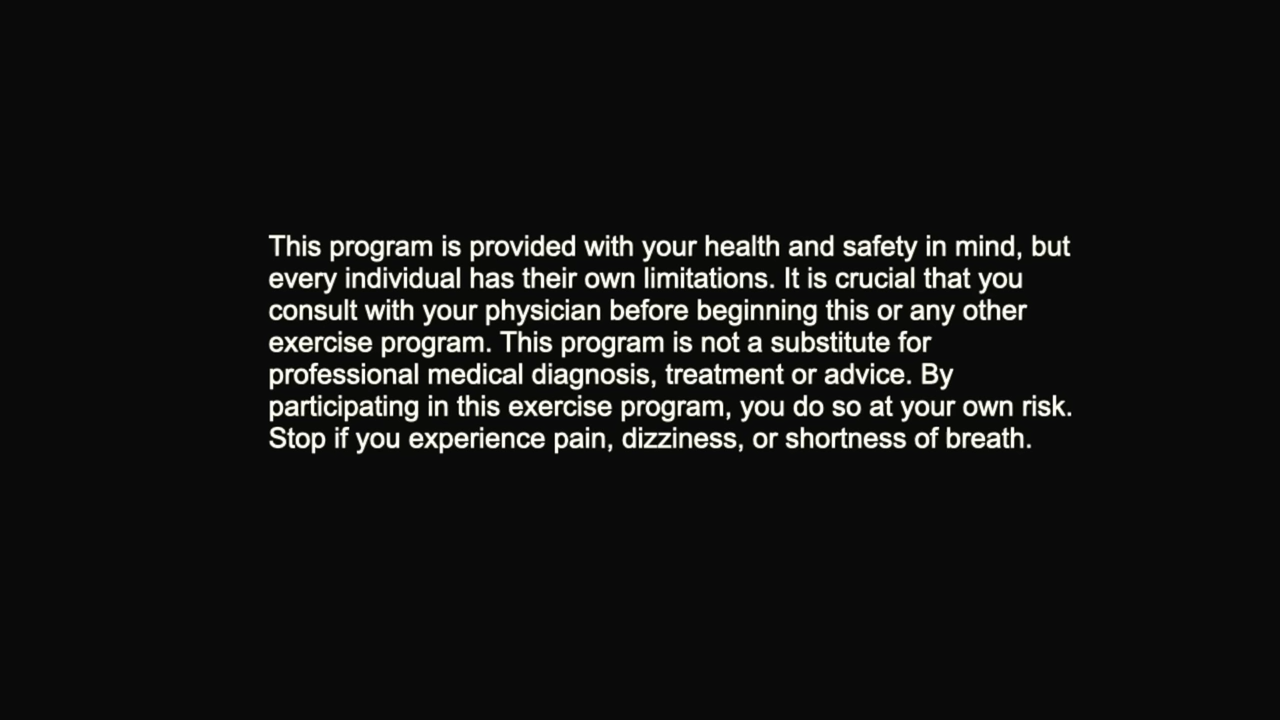 This program is provided with your health and safety in mind, but
every individual has their own limitations. It is crucial that you
consult with your physician before beginning this or any other
exercise program. This program is not a substitute for
professional medical diagnosis, treatment or advice. By
participating in this exercise program, you do so at your own risk.
Stop if you experience pain, dizziness, or shortness of breath.